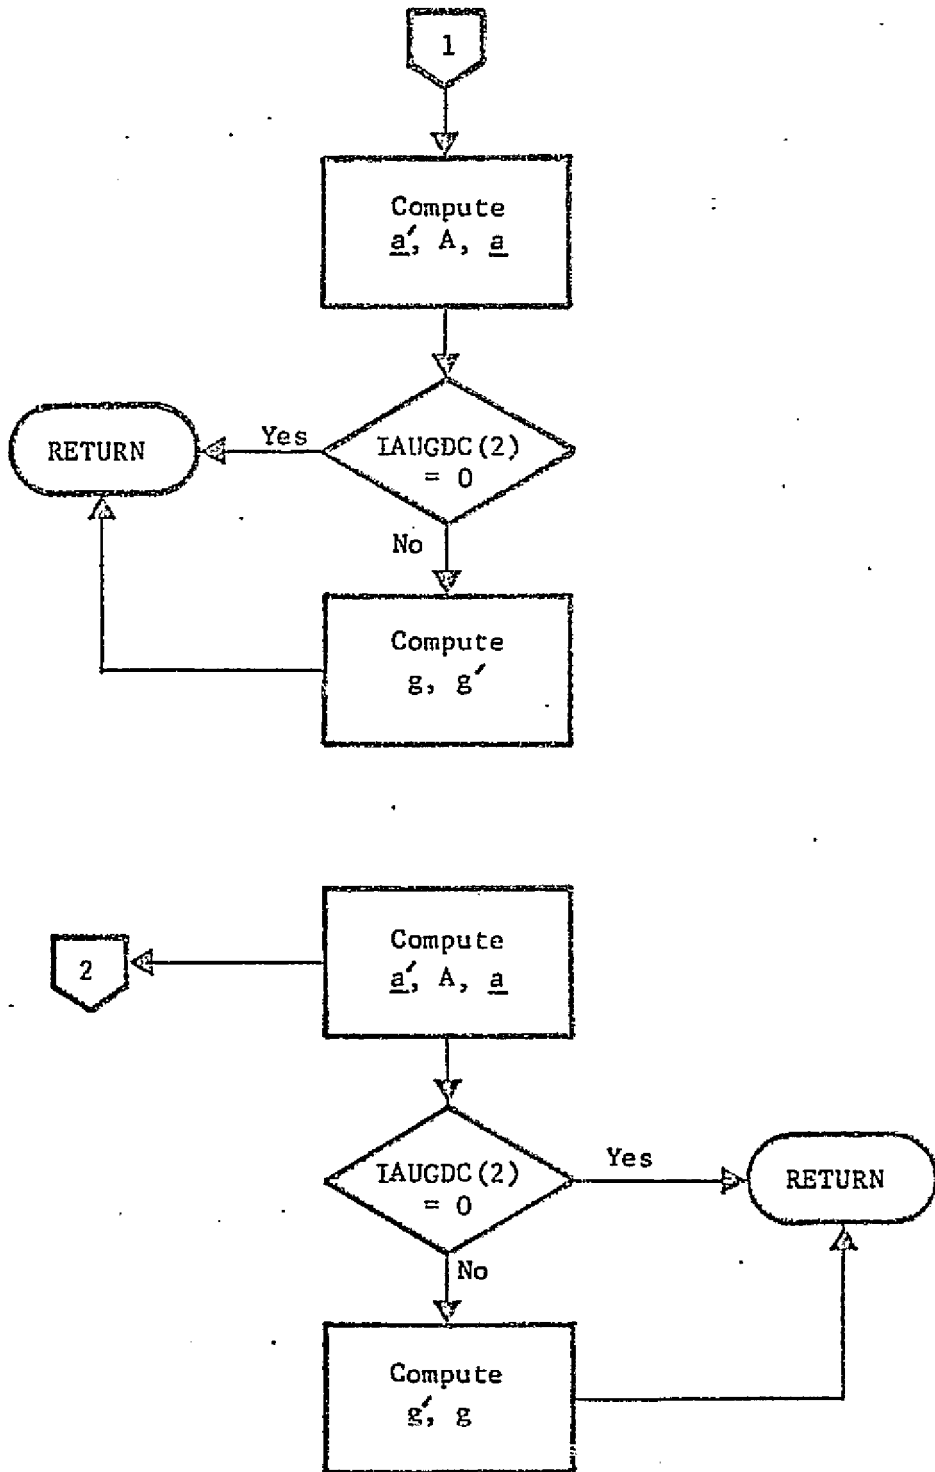 1
Compute
a′, A, a
RETURN
Yes
IAUGDC(2)
= 0
No
Compute
g, g′
Compute
a′, A, a
2
IAUGDC(2)
= 0
Yes
RETURN
No
Compute
g′, g